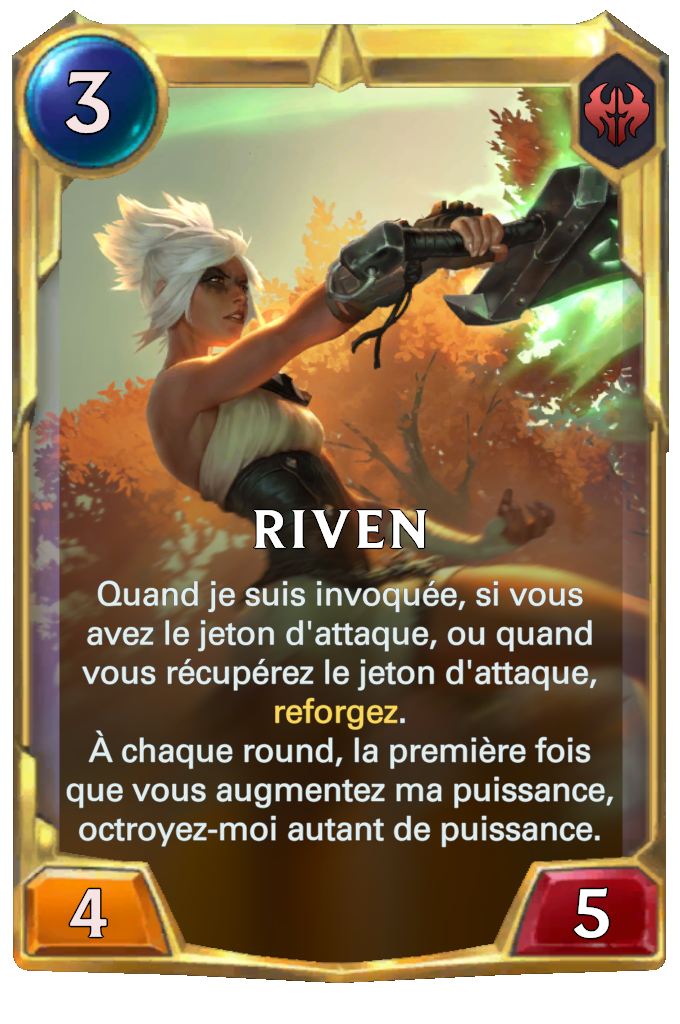 3
RIVEN
Quand je suis invoquée, si vous
avez le jeton d'attaque, ou quand
vous récupérez le jeton d'attaque,
reforgez.
À chaque round, la première fois
que vous augmentez ma puissance,
octroyez-moi autant de puissance.
4
5